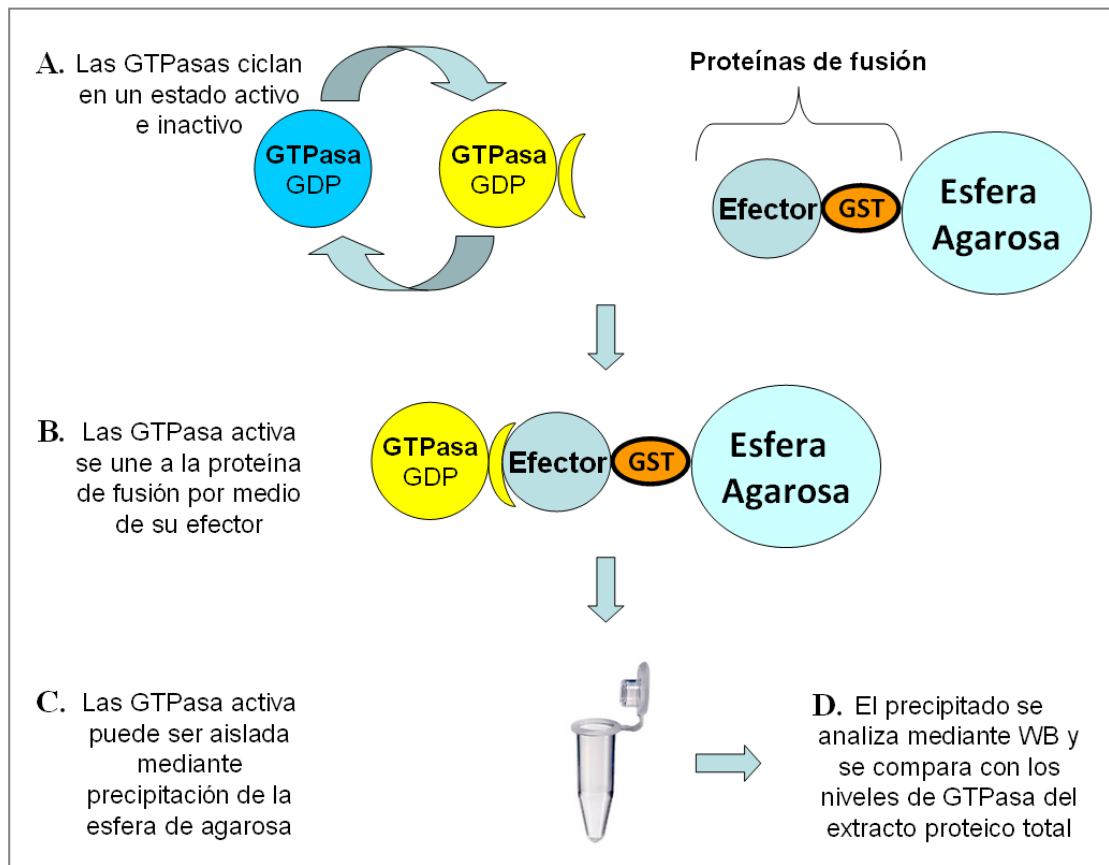 A. Las GTPasas ciclan
en un estado activo
e inactivo
GTPasa
GDP
GTPasa
GDP
Proteínas de fusión
Efector
GST
Esfera
Agarosa
B. Las GTPasa activa
se une a la proteína
de fusión por medio
de su efector
GTPasa
GDP
Efector
GST
Esfera
Agarosa
C. Las GTPasa activa
puede ser aislada
mediante
precipitación de la
esfera de agarosa
D. El precipitado se
analiza mediante WB y
se compara con los
niveles de GTPasa del
extracto proteico total